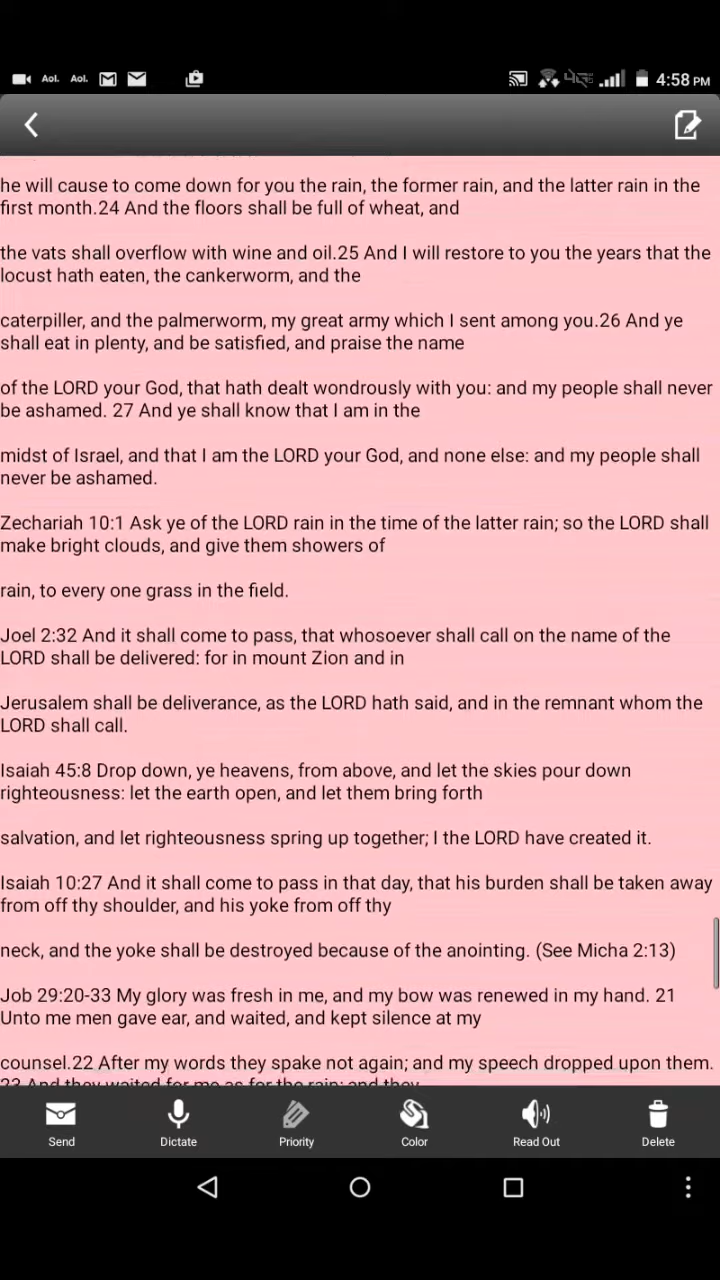 Aol. Aol. 4:58 PM
he will cause to come down for you the rain, the former rain, and the latter rain in the
first month.24 And the floors shall be full of wheat, and
the vats shall overflow with wine and oil.25 And I will restore to you the years that the
locust hath eaten, the cankerworm, and the
caterpiller, and the palmerworm, my great army which I sent among you.26 And ye
shall eat in plenty, and be satisfied, and praise the name
of the LORD your God, that hath dealt wondrously with you: and my people shall never
be ashamed. 27 And ye shall know that I am in the
midst of Israel, and that I am the LORD your God, and none else: and my people shall
never be ashamed.
Zechariah 10:1 Ask ye of the LORD rain in the time of the latter rain; so the LORD shall
make bright clouds, and give them showers of
rain, to every one grass in the field.
Joel 2:32 And it shall come to pass, that whosoever shall call on the name of the
LORD shall be delivered: for in mount Zion and in
Jerusalem shall be deliverance, as the LORD hath said, and in the remnant whom the
LORD shall call.
Isaiah 45:8 Drop down, ye heavens, from above, and let the skies pour down
righteousness: let the earth open, and let them bring forth
salvation, and let righteousness spring up together; I the LORD have created it.
Isaiah 10:27 And it shall come to pass in that day, that his burden shall be taken away
from off thy shoulder, and his yoke from off thy
neck, and the yoke shall be destroyed because of the anointing. (See Micha 2:13)
Job 29:20-33 My glory was fresh in me, and my bow was renewed in my hand. 21
Unto me men gave ear, and waited, and kept silence at my
counsel.22 After my words they spake not again; and my speech dropped upon them.
23 And they waited for me as for the rain; and they
Send Dictate Priority Color Read Out Delete